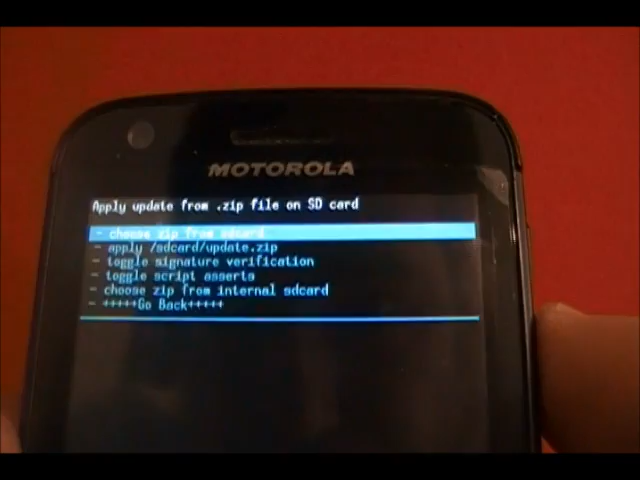 MOTOROLA
Apply update from .zip file on SD card
- choose zip from sdcard
- apply /sdcard/update.zip
- toggle signature verification
- toggle script asserts
- choose zip from internal sdcard
- +++++Go Back+++++